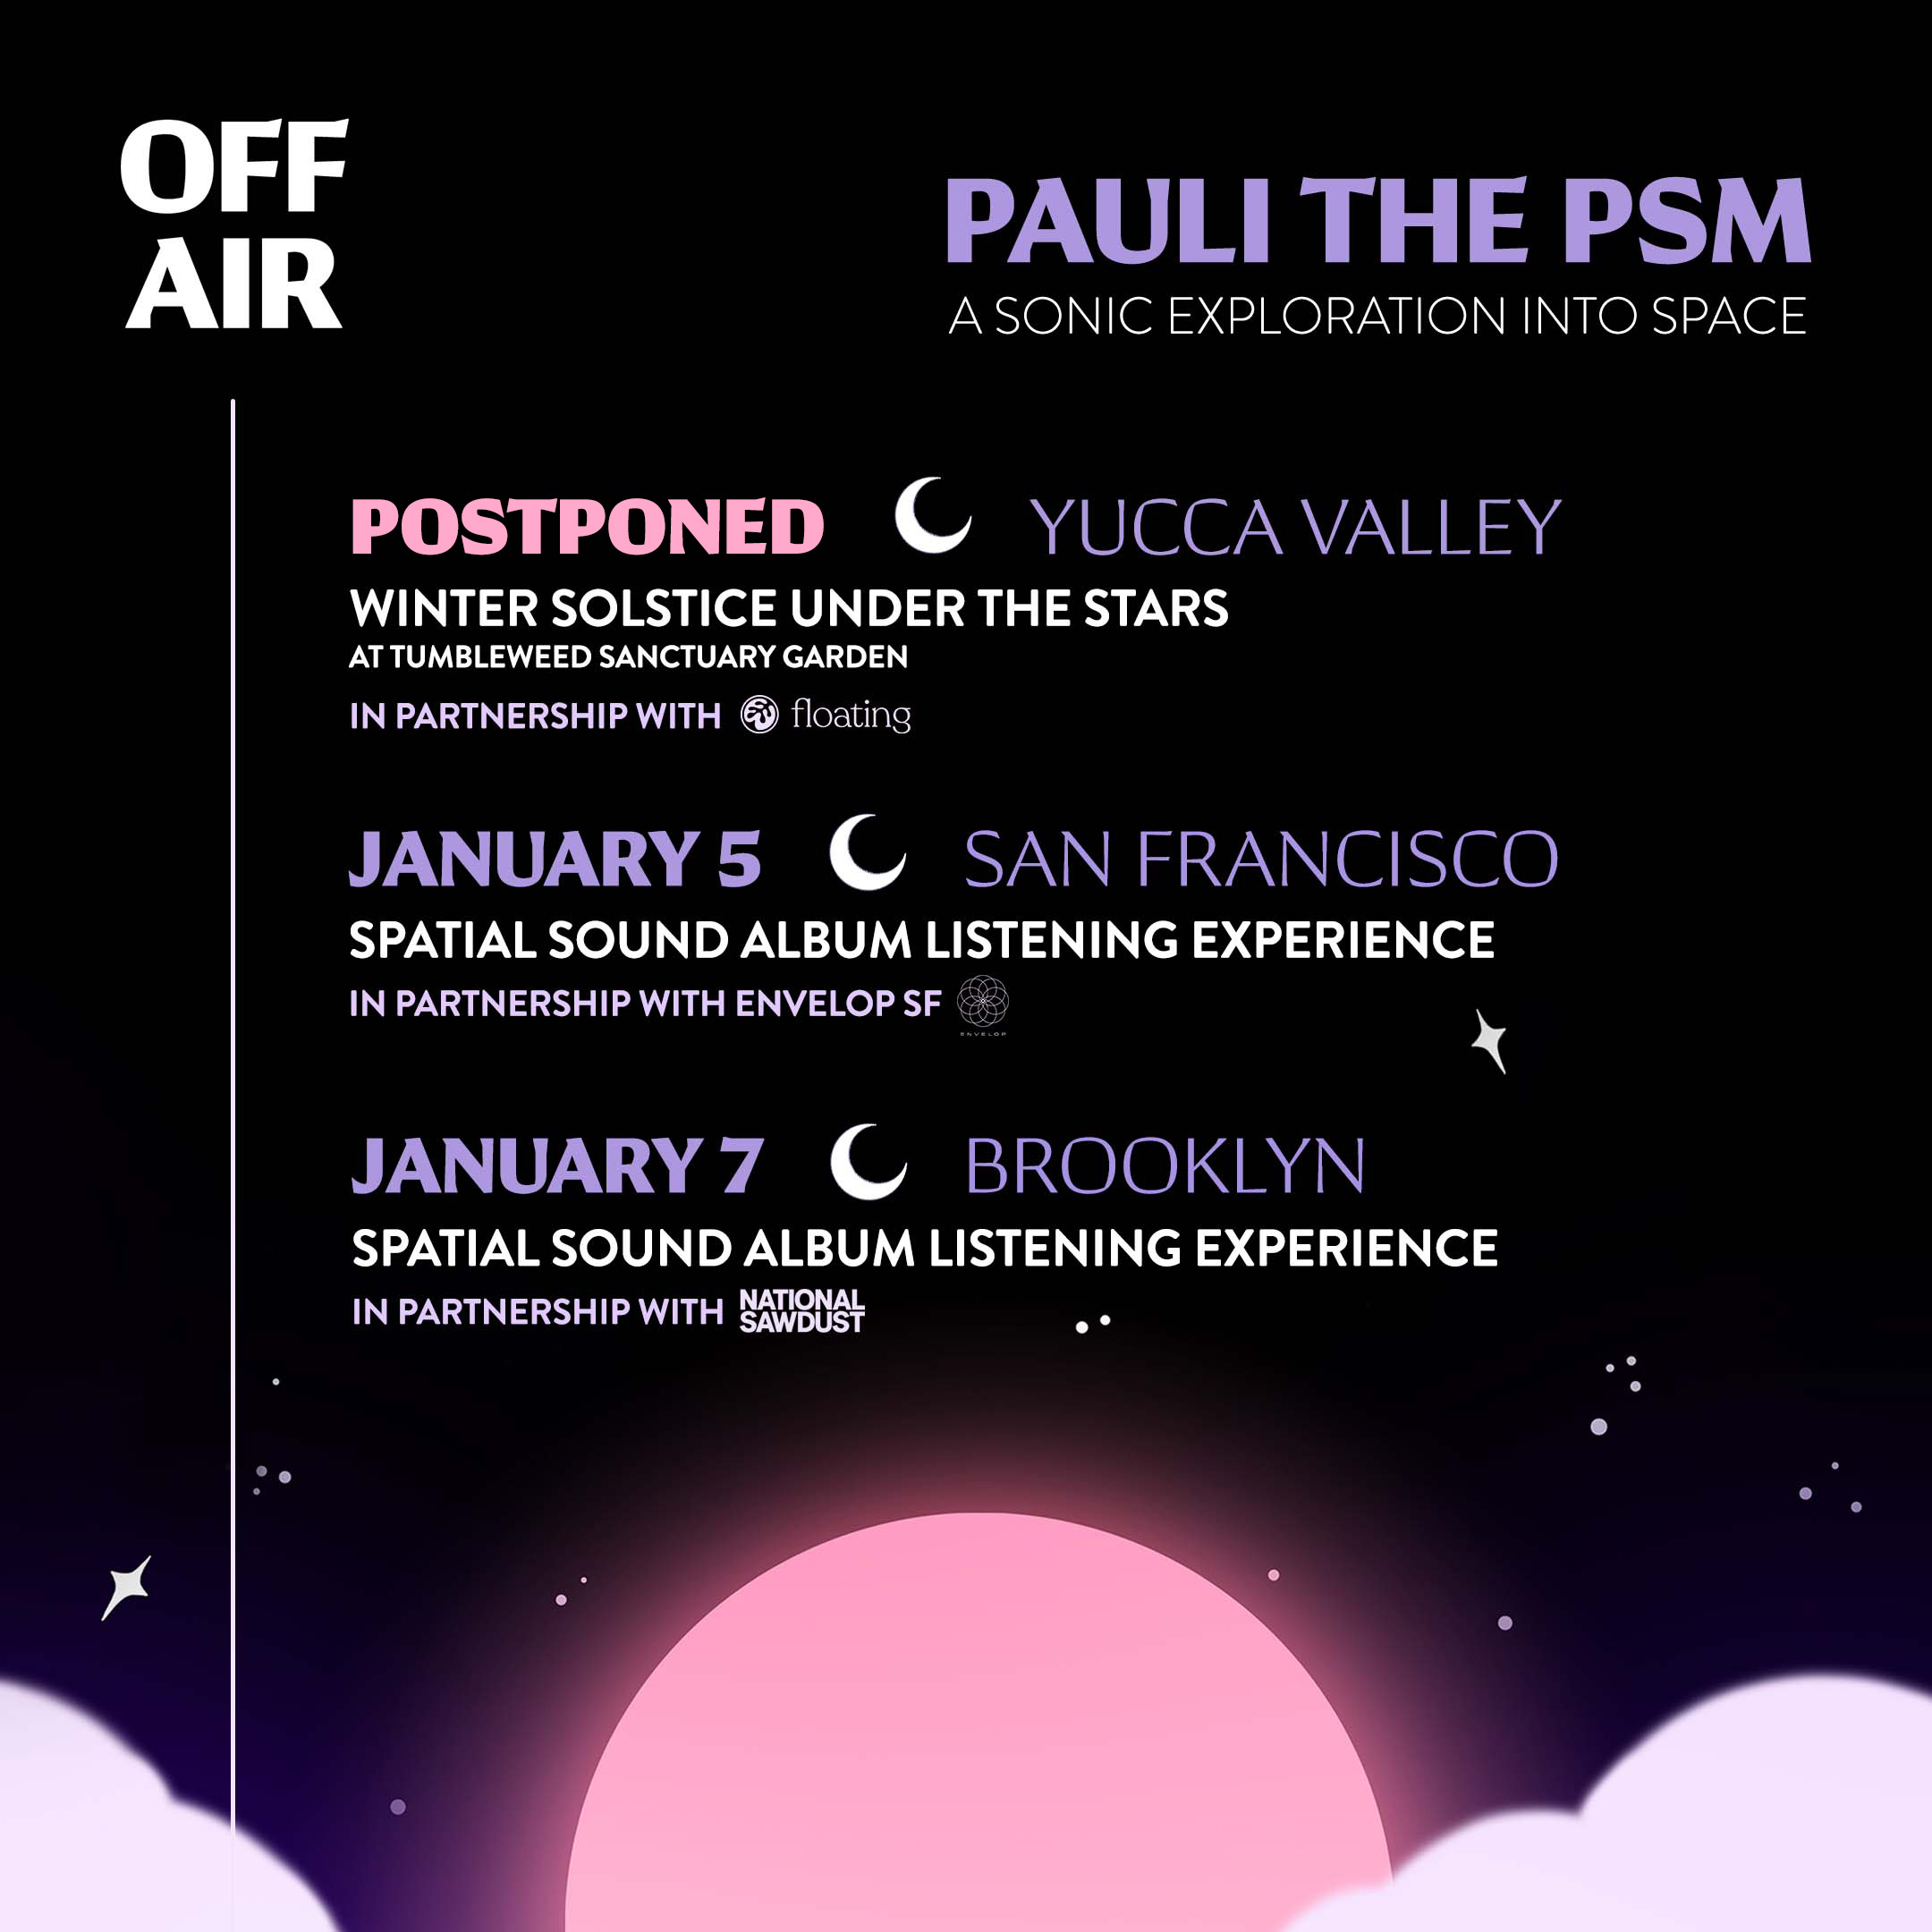 OFF
AIR
PAULI THE PSM
A SONIC EXPLORATION INTO SPACE
POSTPONED YUCCA VALLEY
WINTER SOLSTICE UNDER THE STARS
AT TUMBLEWEED SANCTUARY GARDEN
IN PARTNERSHIP WITH floating
JANUARY 5 SAN FRANCISCO
SPATIAL SOUND ALBUM LISTENING EXPERIENCE
IN PARTNERSHIP WITH ENVELOP SF
ENVELOP
JANUARY 7 BROOKLYN
SPATIAL SOUND ALBUM LISTENING EXPERIENCE
IN PARTNERSHIP WITH NATIONAL
SAWDUST